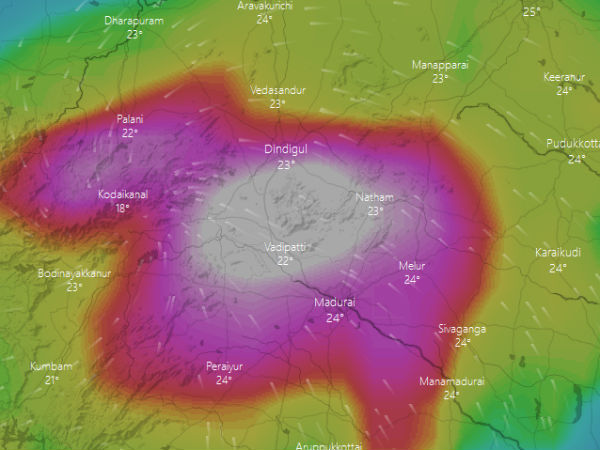 Aravakurichi
24°
25°
Dharapuram
23°
Manapparai
23°
Keeranur
24°
Vedasandur
23°
Palani
22°
Dindigul
23°
Pudukkotta
24°
Kodaikanal
18°
Natham
23°
Vadipatti
22°
Karaikudi
24°
Bodinayakkanur
23°
Melur
24°
Madurai
24°
Sivaganga
24°
Kumbam
21°
Peraiyur
24°
Manamadurai
24°
Aruppukkottai